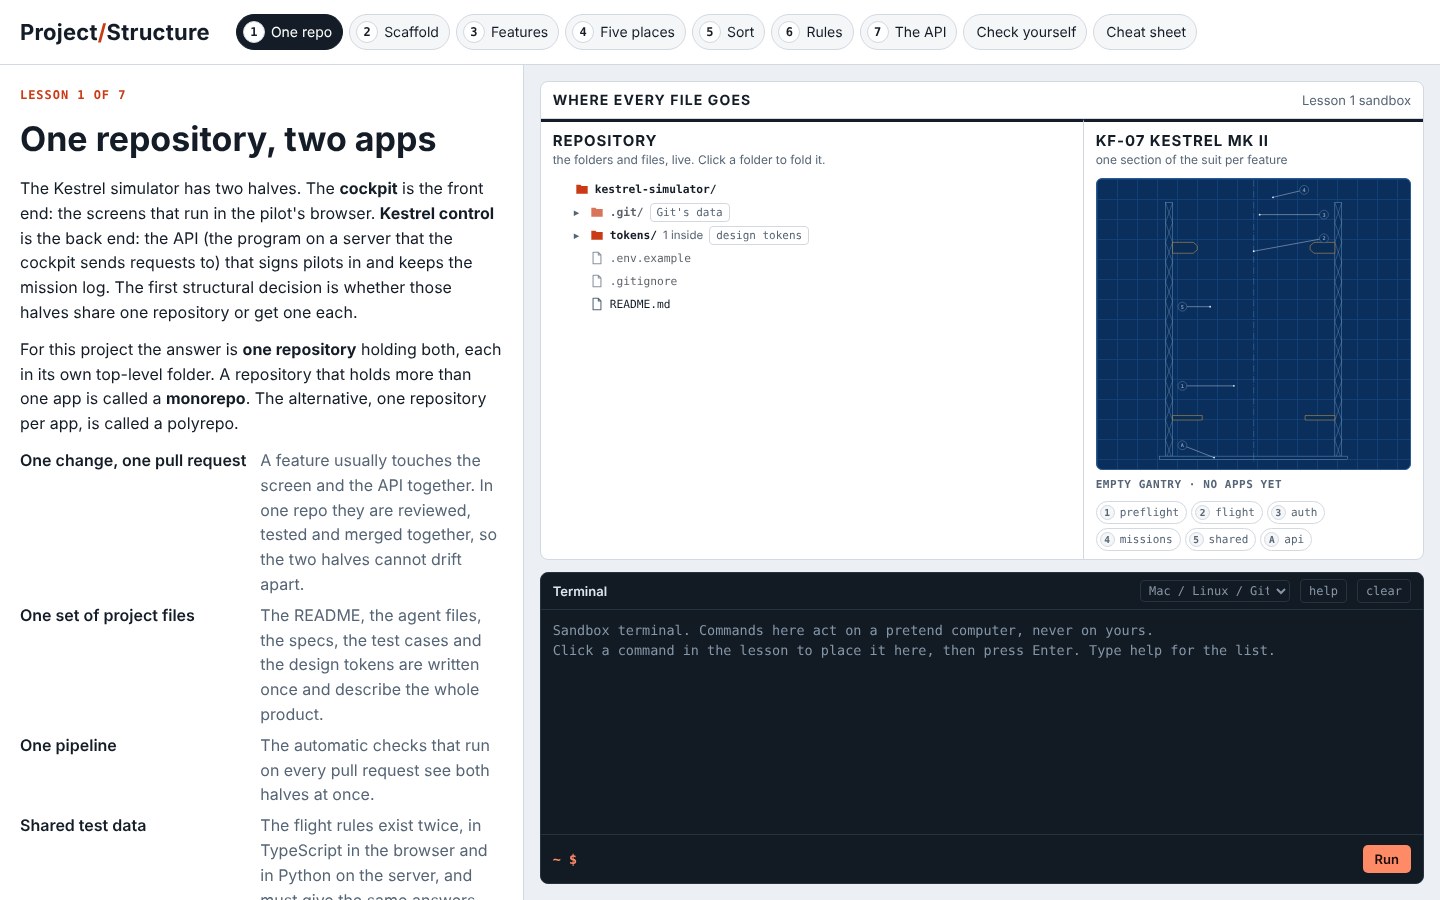 Project/Structure
1 One repo
2 Scaffold
3 Features
4 Five places
5 Sort
6 Rules
7 The API
Check yourself
Cheat sheet
LESSON 1 OF 7
One repository, two apps
The Kestrel simulator has two halves. The cockpit is the front
end: the screens that run in the pilot's browser. Kestrel control
is the back end: the API (the program on a server that the
cockpit sends requests to) that signs pilots in and keeps the
mission log. The first structural decision is whether those
halves share one repository or get one each.
For this project the answer is one repository holding both, each
in its own top-level folder. A repository that holds more than
one app is called a monorepo. The alternative, one repository
per app, is called a polyrepo.
One change, one pull request
A feature usually touches the
screen and the API together. In
one repo they are reviewed,
tested and merged together, so
the two halves cannot drift
apart.
One set of project files
The README, the agent files,
the specs, the test cases and
the design tokens are written
once and describe the whole
product.
One pipeline
The automatic checks that run
on every pull request see both
halves at once.
Shared test data
The flight rules exist twice, in
TypeScript in the browser and
in Python on the server, and
must give the same answers
WHERE EVERY FILE GOES
Lesson 1 sandbox
REPOSITORY
the folders and files, live. Click a folder to fold it.
kestrel-simulator/
.git/ Git's data
tokens/ 1 inside design tokens
.env.example
.gitignore
README.md
KF-07 KESTREL MK II
one section of the suit per feature
4
3
2
5
1
A
EMPTY GANTRY · NO APPS YET
1 preflight
2 flight
3 auth
4 missions
5 shared
A api
Terminal
Mac / Linux / Git
help
clear
Sandbox terminal. Commands here act on a pretend computer, never on yours.
Click a command in the lesson to place it here, then press Enter. Type help for the list.
~ $
Run